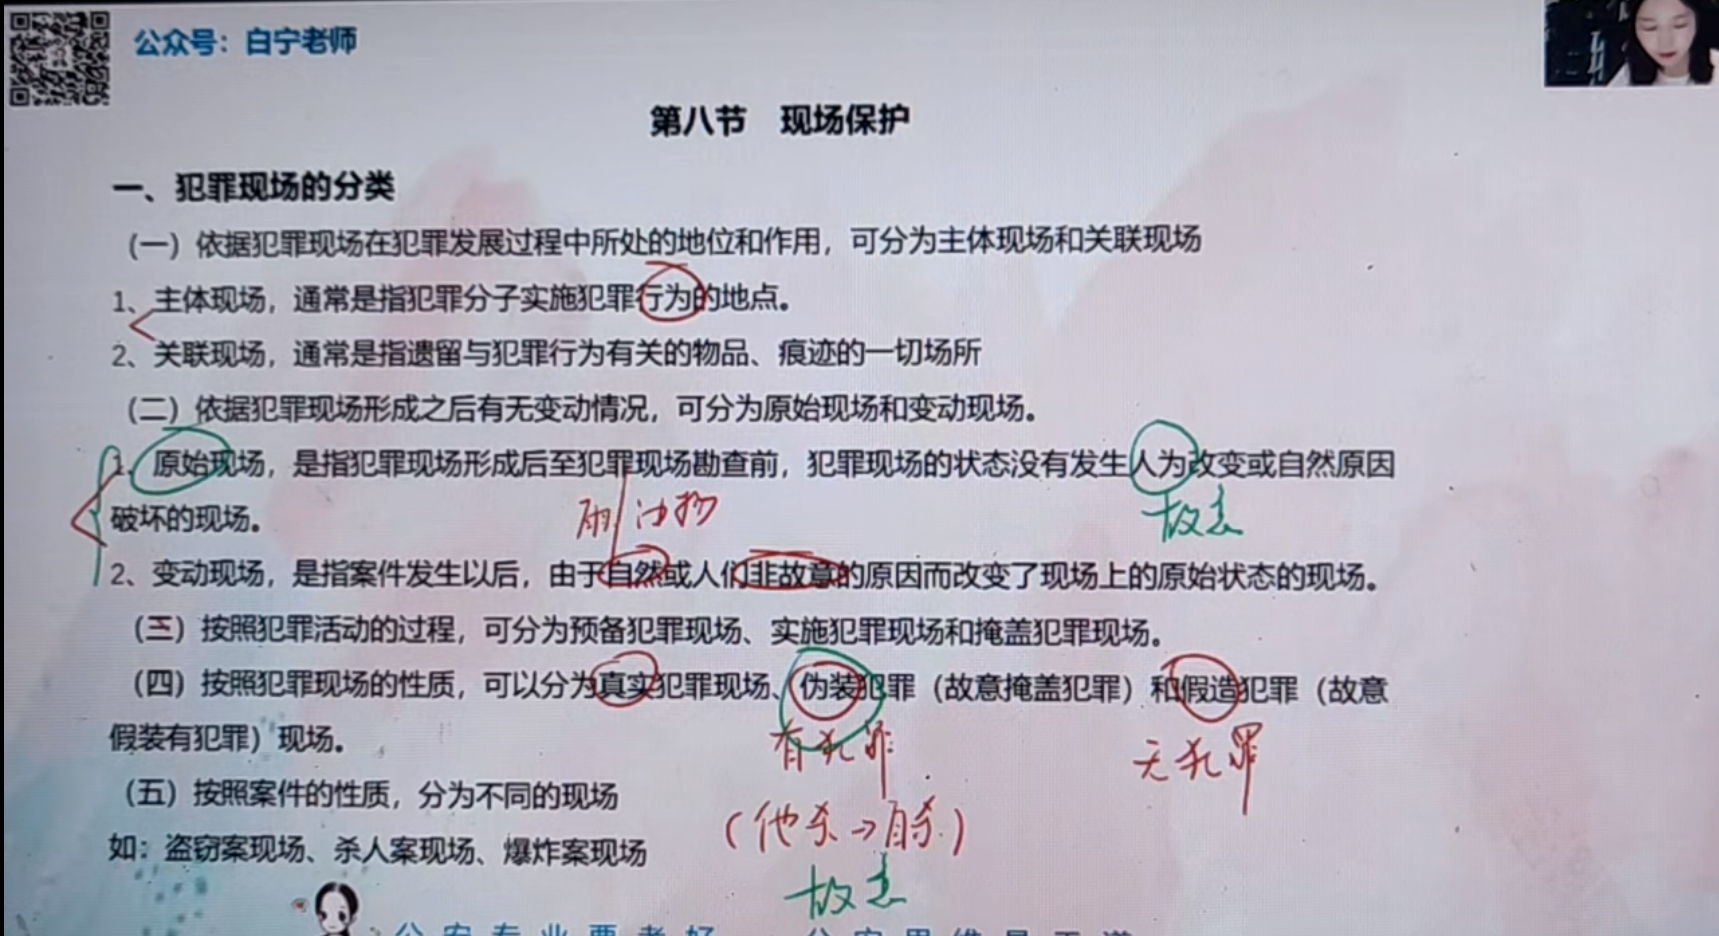 公众号：白宁老师
第八节 现场保护
一、犯罪现场的分类
（一）依据犯罪现场在犯罪发展过程中所处的地位和作用，可分为主体现场和关联现场
1、主体现场，通常是指犯罪分子实施犯罪行为的地点。
2、关联现场，通常是指遗留与犯罪行为有关的物品、痕迹的一切场所
（二）依据犯罪现场形成之后有无变动情况，可分为原始现场和变动现场。
1、原始现场，是指犯罪现场形成后至犯罪现场勘查前，犯罪现场的状态没有发生人为改变或自然原因
破坏的现场。
雨 动物
故意
2、变动现场，是指案件发生以后，由于自然或人们非故意的原因而改变了现场上的原始状态的现场。
（三）按照犯罪活动的过程，可分为预备犯罪现场、实施犯罪现场和掩盖犯罪现场。
（四）按照犯罪现场的性质，可以分为真实犯罪现场、伪装犯罪（故意掩盖犯罪）和假造犯罪（故意
假装有犯罪）现场。
有犯罪
无犯罪
（五）按照案件的性质，分为不同的现场
（他杀→自杀）
如：盗窃案现场、杀人案现场、爆炸案现场
故意